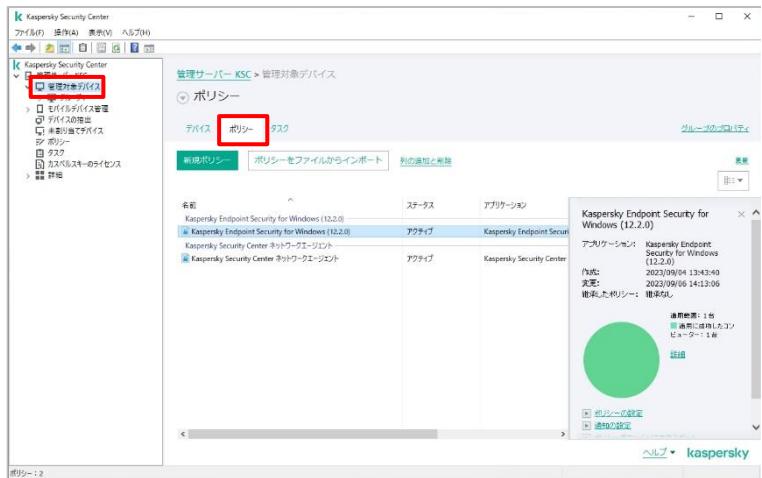 Kaspersky Security Center
ファイル(F) 操作(A) 表示(V) ヘルプ(H)
Kaspersky Security Center
管理対象デバイス
モバイルデバイス管理
デバイスの抽出
未割り当てデバイス
ポリシー
タスク
カスペルスキーのライセンス
詳細
管理サーバー KSC > 管理対象デバイス
ポリシー
デバイス ポリシー タスク
グループのプロパティ
新規ポリシー ポリシーをファイルからインポート 列の追加と削除
名前 ステータス アプリケーション
Kaspersky Endpoint Security for Windows (12.2.0)
Kaspersky Endpoint Security for Windows (12.2.0) アクティブ Kaspersky Endpoint Securi
Kaspersky Security Center ネットワークエージェント
Kaspersky Security Center ネットワークエージェント アクティブ Kaspersky Security Center
Kaspersky Endpoint Security for
Windows (12.2.0)
アプリケーション: Kaspersky Endpoint
Security for Windows
(12.2.0)
作成: 2023/09/04 13:43:40
変更: 2023/09/06 14:13:06
継承したポリシー: 継承なし
適用範囲: 1台
適用に成功したコン
ピューター: 1台
詳細
ポリシーの設定
通知の設定
ヘルプ
kaspersky
ポリシー: 2